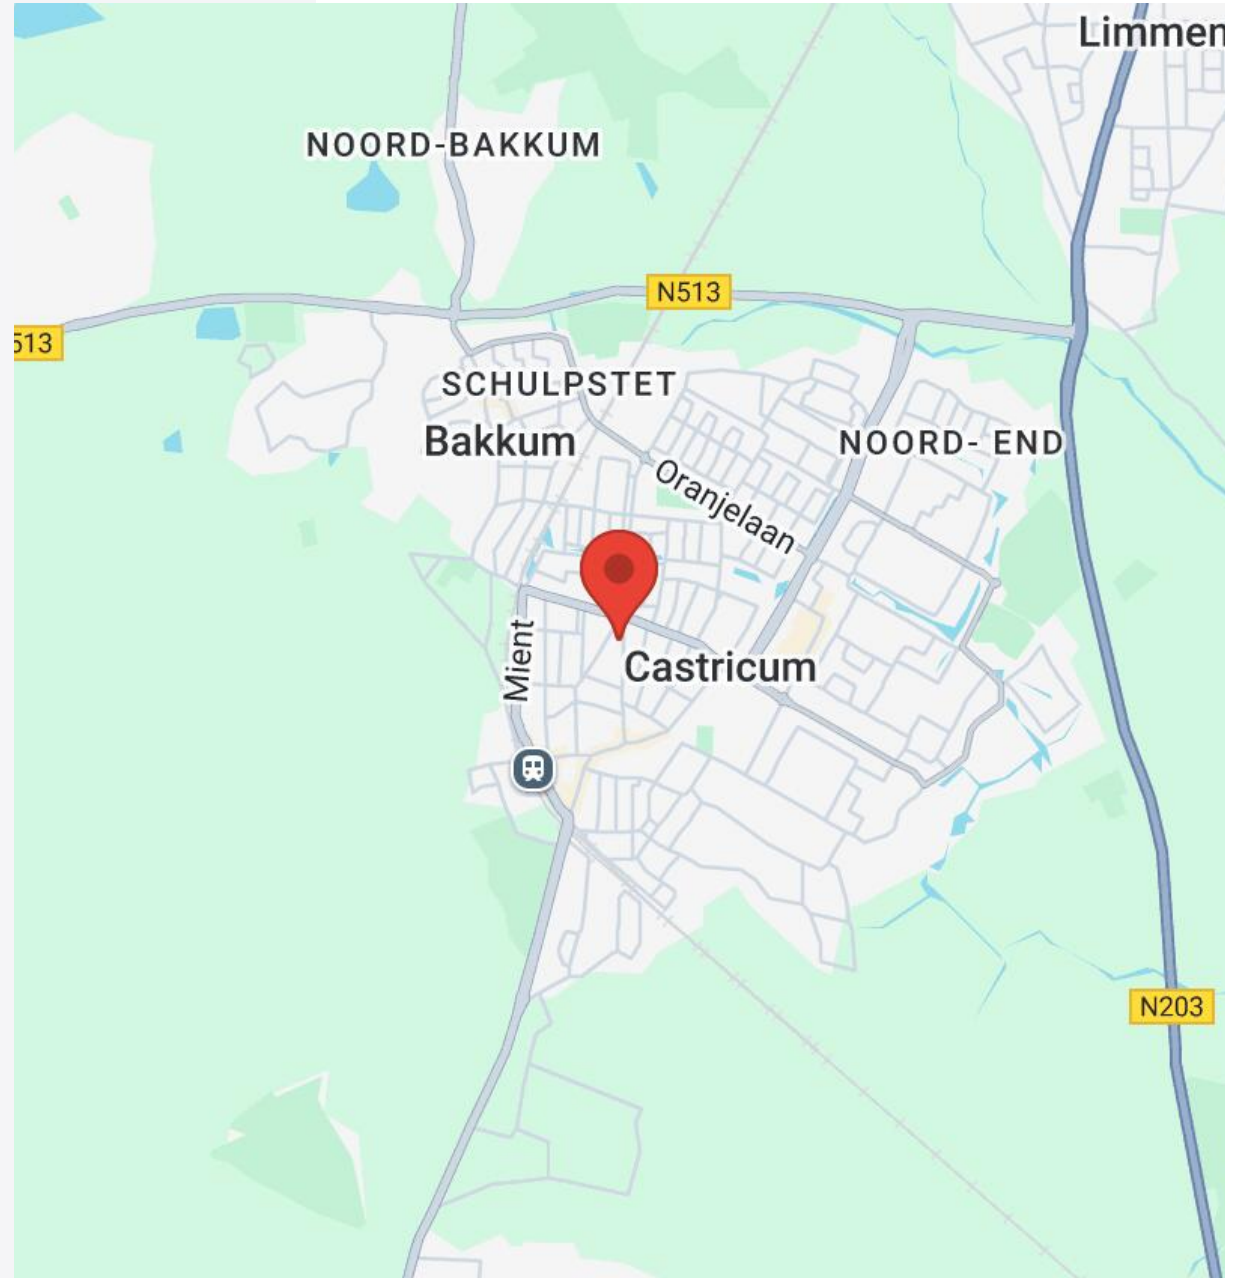 Limmen
NOORD-BAKKUM
N513
513
SCHULPSTET
Bakkum
NOORD- END
Oranjelaan
Mient
Castricum
N203